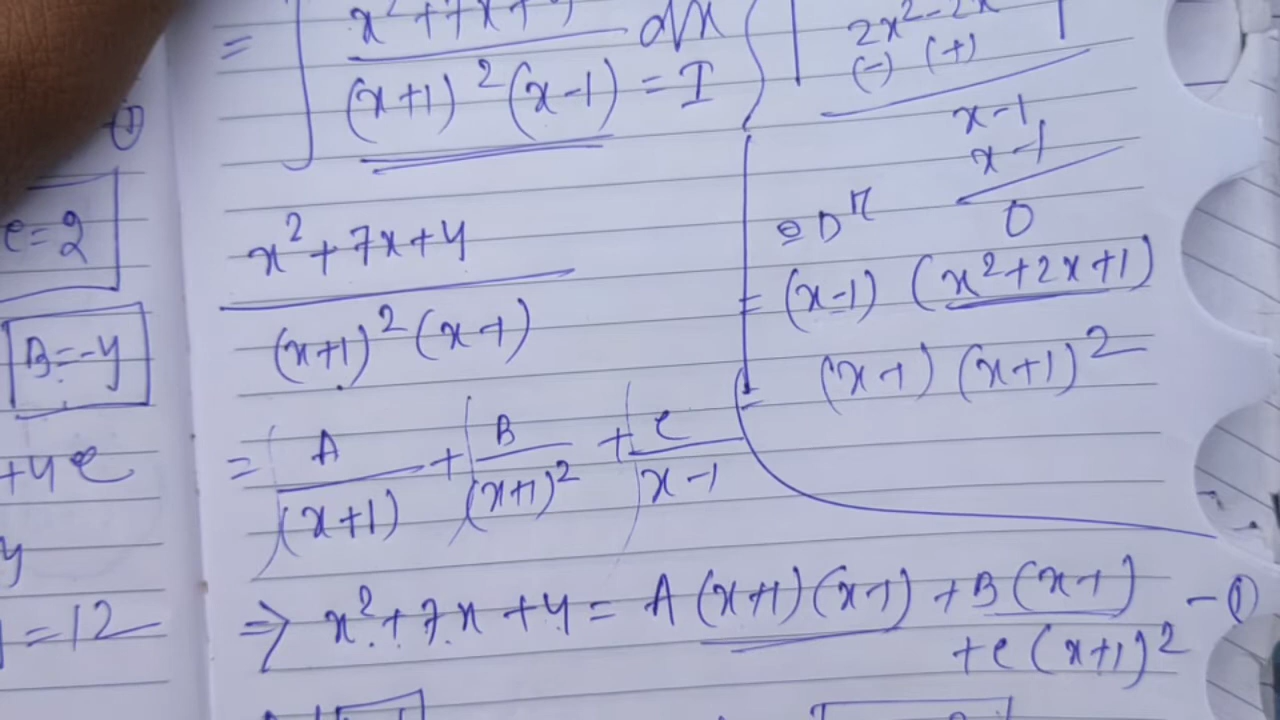 -①
e=2
B=-4
+4e
y
=12
= ∫ x²+7x+4 dx
(x+1)²(x-1) = I
x²+7x+4
(x+1)²(x-1)
= A/(x+1) + B/(x+1)² + e/x-1
⇒ x²+7x+4 = A(x+1)(x-1) + B(x-1) -①
+e(x+1)²
2x²-2x
(-) (+)
x-1
x-1
0
= (x-1) (x²+2x+1)
= (x-1) (x+1)²